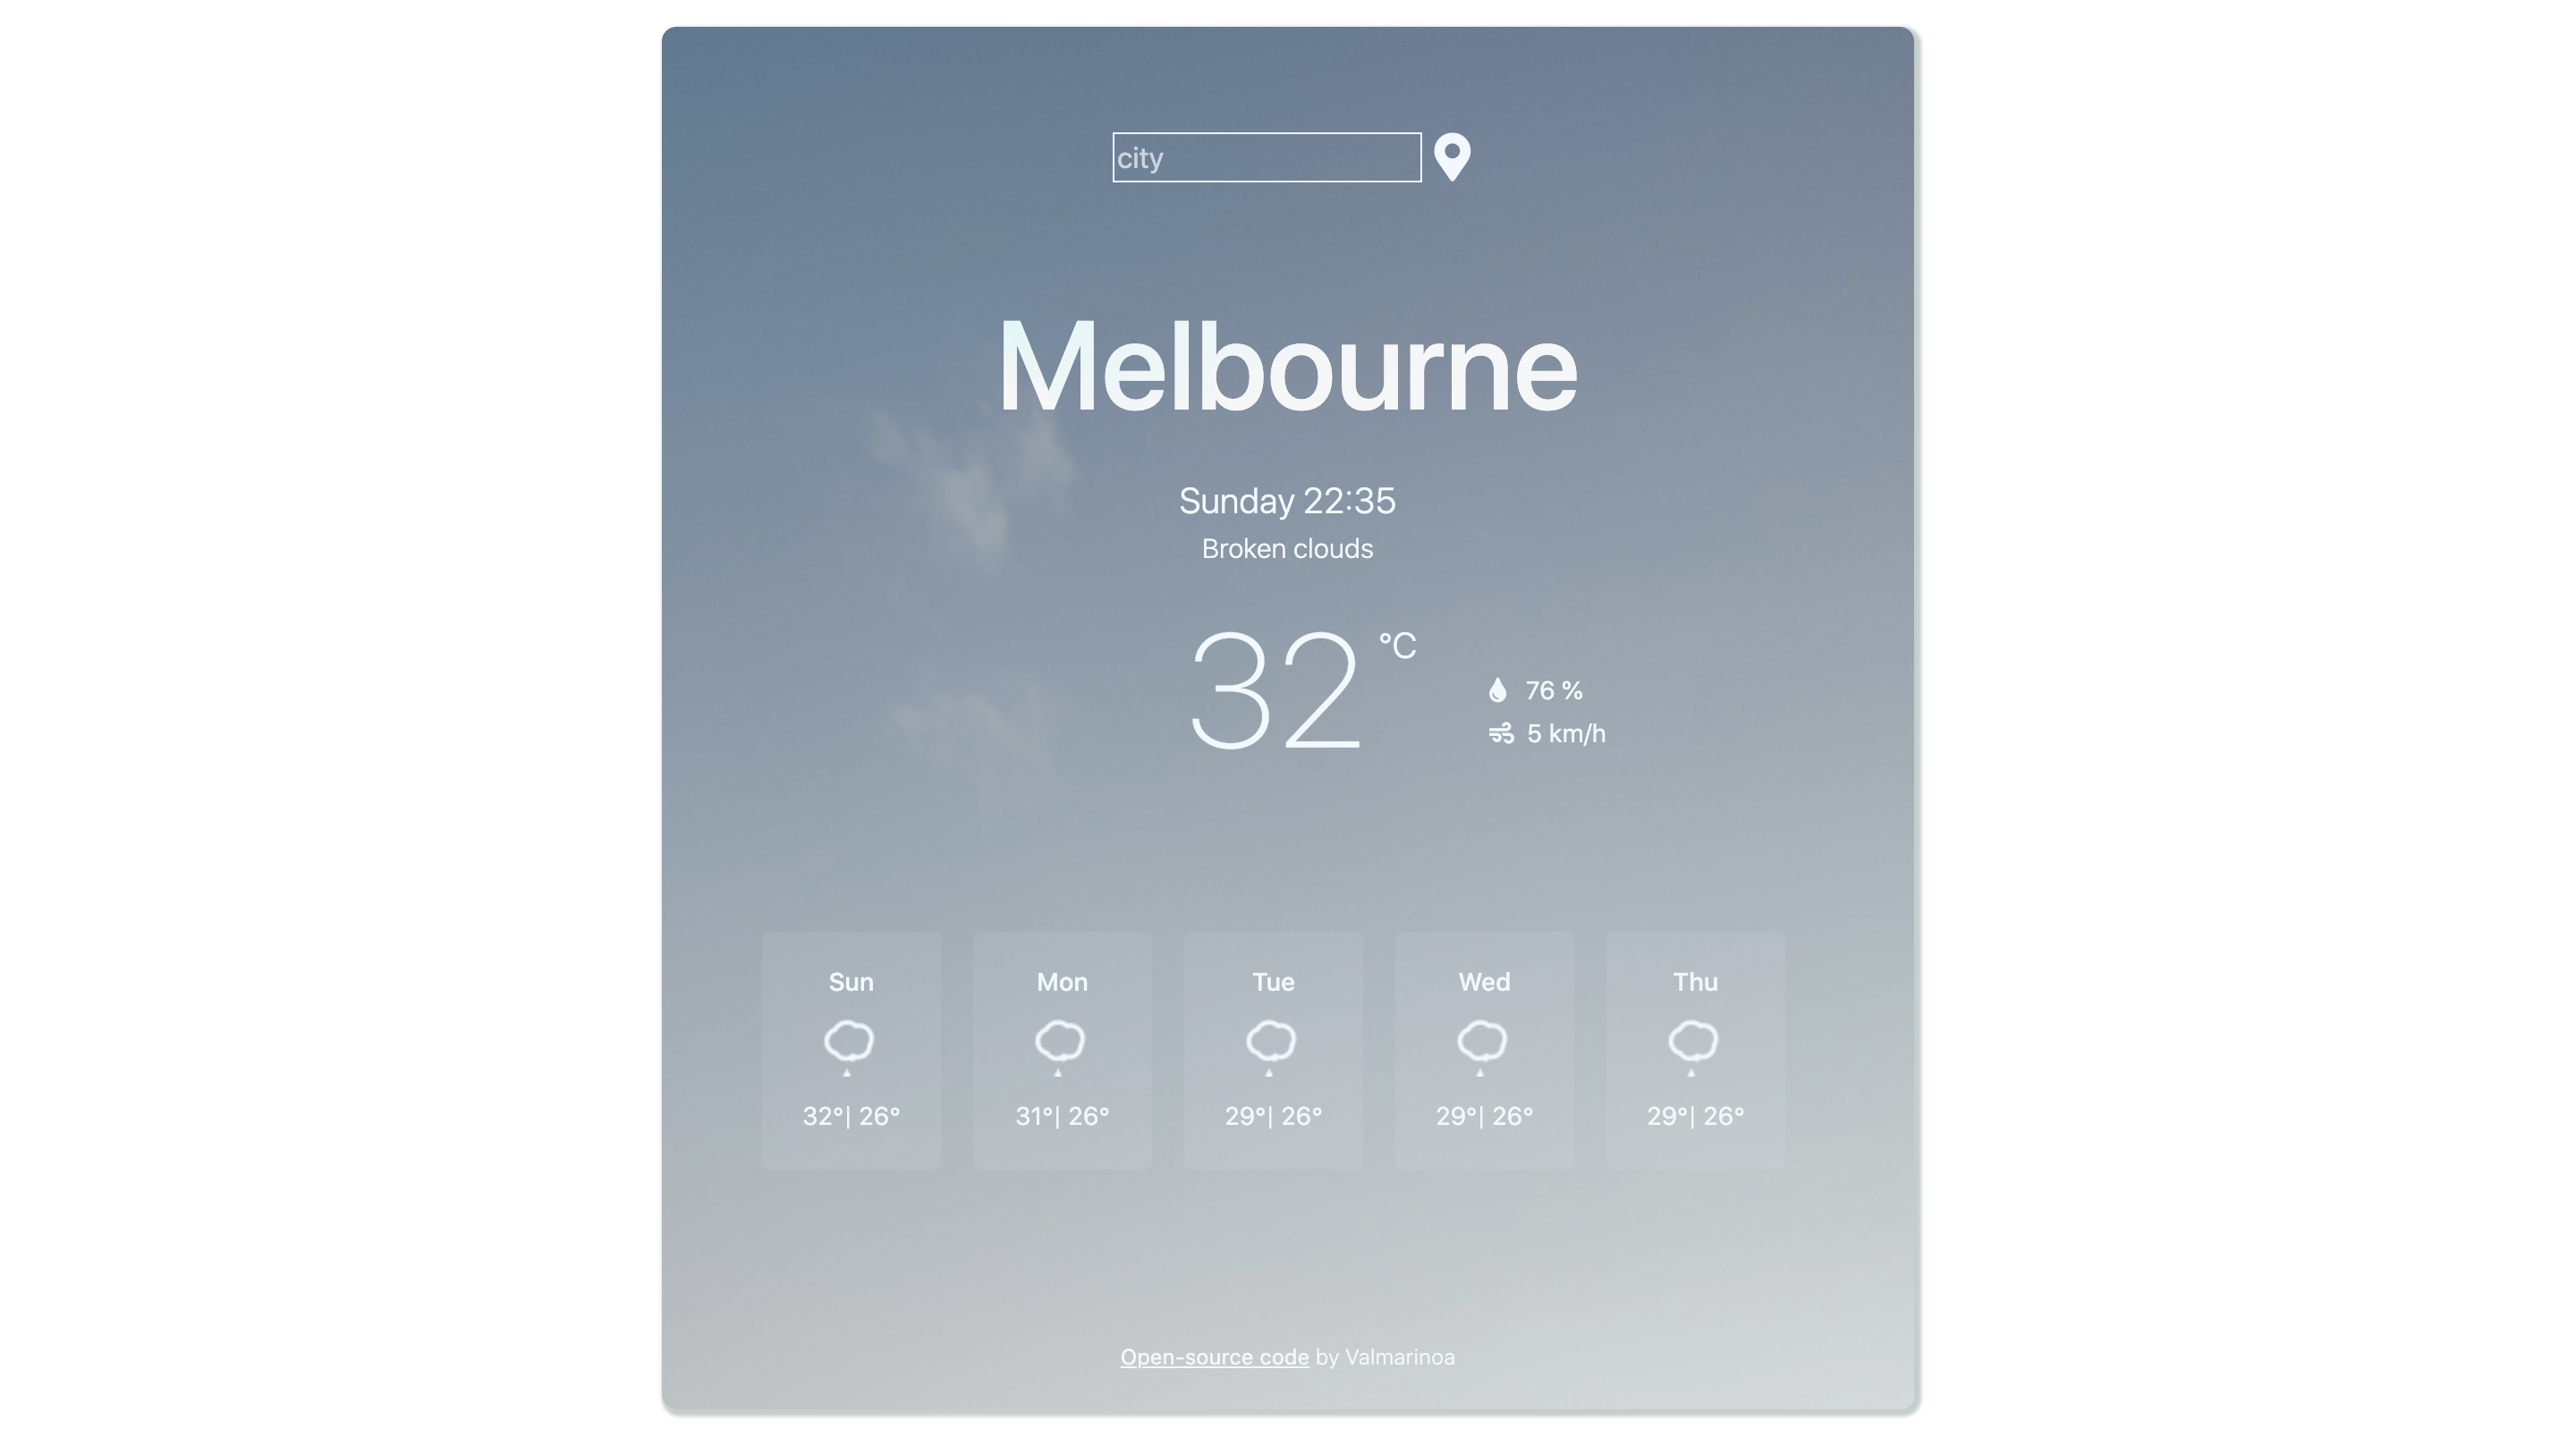 city
Melbourne
Sunday 22:35
Broken clouds
32 °C
76 %
5 km/h
Sun Mon Tue Wed Thu
32°| 26° 31°| 26° 29°| 26° 29°| 26° 29°| 26°
Open-source code by Valmarinoa